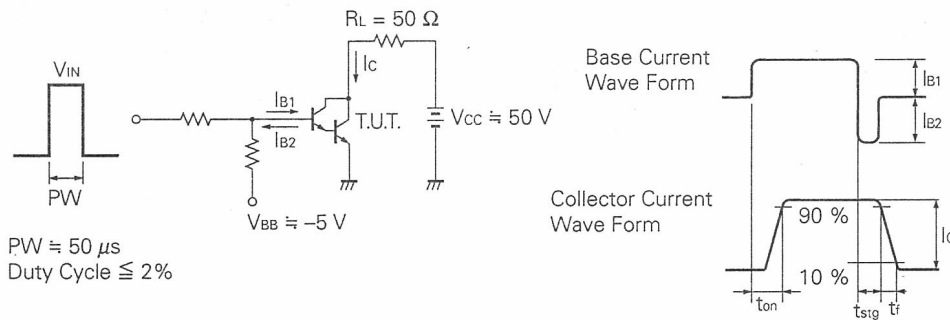 RL = 50 Ω
VIN
IC
IB1
IB2
T.U.T.
VCC ≒ 50 V
PW
VBB ≒ −5 V
PW ≒ 50 μs
Duty Cycle ≦ 2%
Base Current
Wave Form
IB1
IB2
Collector Current
Wave Form
90 %
10 %
IC
ton
tstg
tf